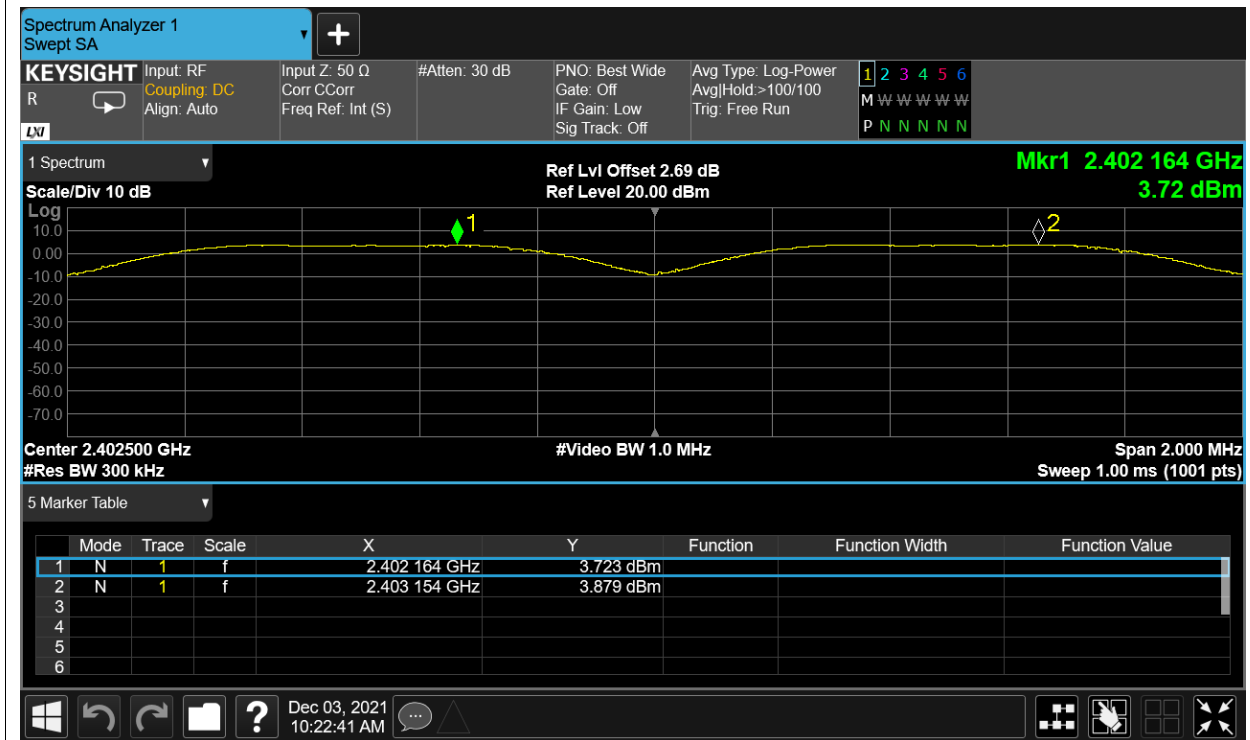 Spectrum Analyzer 1
Swept SA
+
KEYSIGHT Input: RF Input Z: 50 Ω #Atten: 30 dB PNO: Best Wide Avg Type: Log-Power 1 2 3 4 5 6
R Coupling: DC Corr CCorr Gate: Off Avg|Hold:>100/100 M W W W W W
Align: Auto Freq Ref: Int (S) IF Gain: Low Trig: Free Run
LXI Sig Track: Off P N N N N N N
1 Spectrum Ref Lvl Offset 2.69 dB Mkr1 2.402 164 GHz
Scale/Div 10 dB Ref Level 20.00 dBm 3.72 dBm
Log
10.0 1 2
0.00
-10.0
-20.0
-30.0
-40.0
-50.0
-60.0
-70.0
Center 2.402500 GHz #Video BW 1.0 MHz Span 2.000 MHz
#Res BW 300 kHz Sweep 1.00 ms (1001 pts)
5 Marker Table
Mode Trace Scale X Y Function Function Width Function Value
1 N 1 f 2.402 164 GHz 3.723 dBm
2 N 1 f 2.403 154 GHz 3.879 dBm
3
4
5
6
? Dec 03, 2021
10:22:41 AM